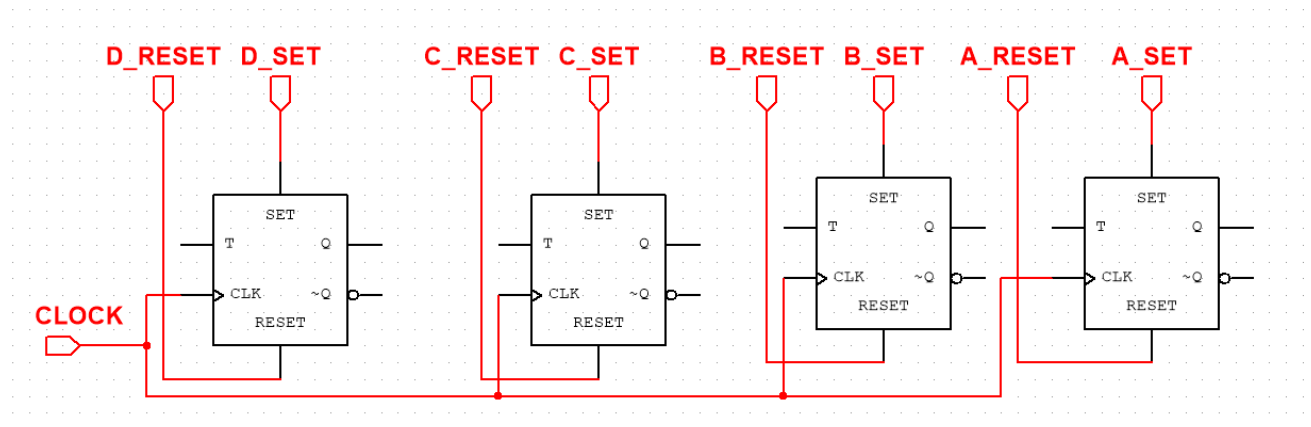 D_RESET D_SET C_RESET C_SET B_RESET B_SET A_RESET A_SET
SET SET SET SET
T Q T Q T Q T Q
CLK ~Q CLK ~Q CLK ~Q CLK ~Q
RESET RESET RESET RESET
CLOCK